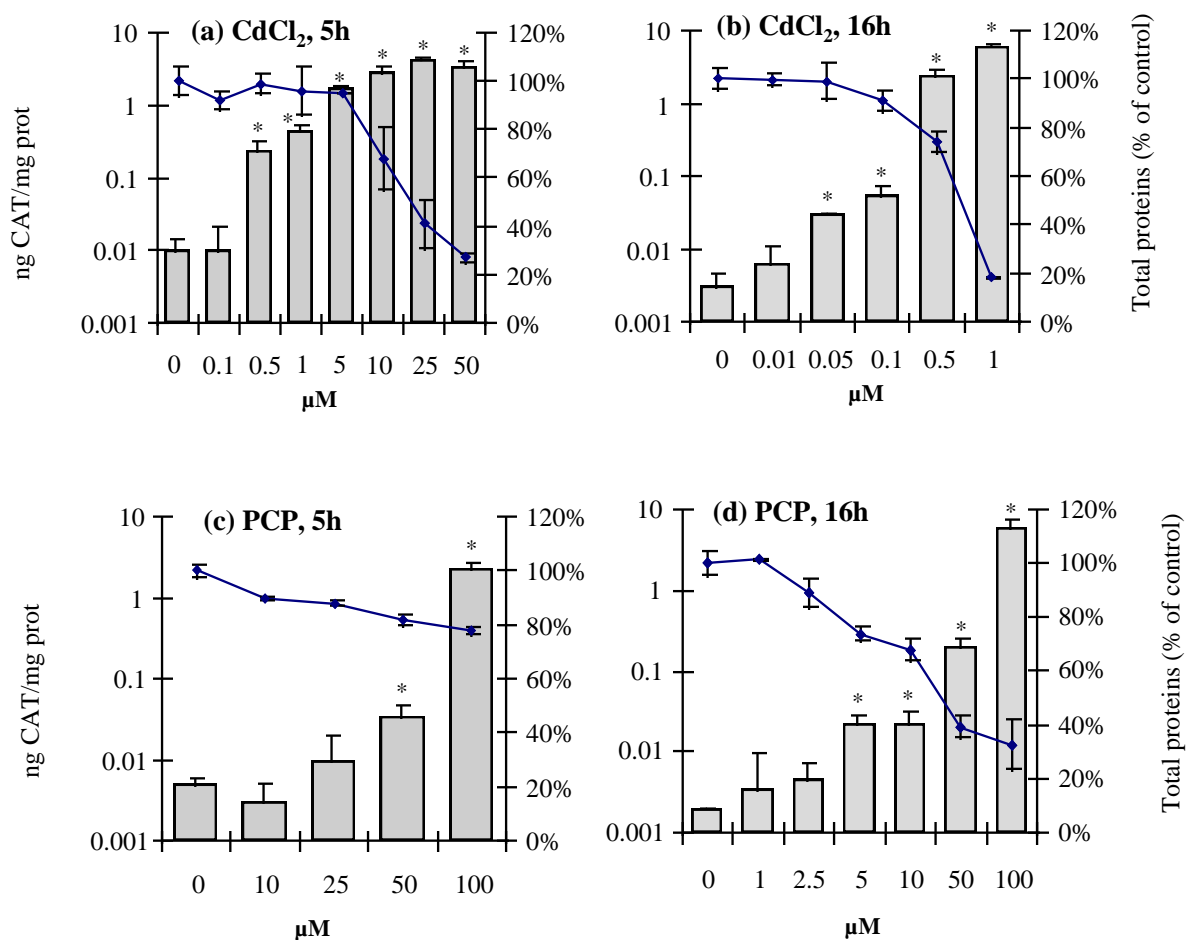 (a) CdCl₂, 5h
ng CAT/mg prot
10
1
0.1
0.01
0.001
120%
100%
80%
60%
40%
20%
0%
* * * * * *
0 0.1 0.5 1 5 10 25 50
µM
(b) CdCl₂, 16h
10
1
0.1
0.01
0.001
120%
100%
80%
60%
40%
20%
0%
Total proteins (% of control)
* * * *
0 0.01 0.05 0.1 0.5 1
µM
(c) PCP, 5h
ng CAT/mg prot
10
1
0.1
0.01
0.001
120%
100%
80%
60%
40%
20%
0%
* *
0 10 25 50 100
µM
(d) PCP, 16h
10
1
0.1
0.01
0.001
120%
100%
80%
60%
40%
20%
0%
Total proteins (% of control)
* * * *
0 1 2.5 5 10 50 100
µM